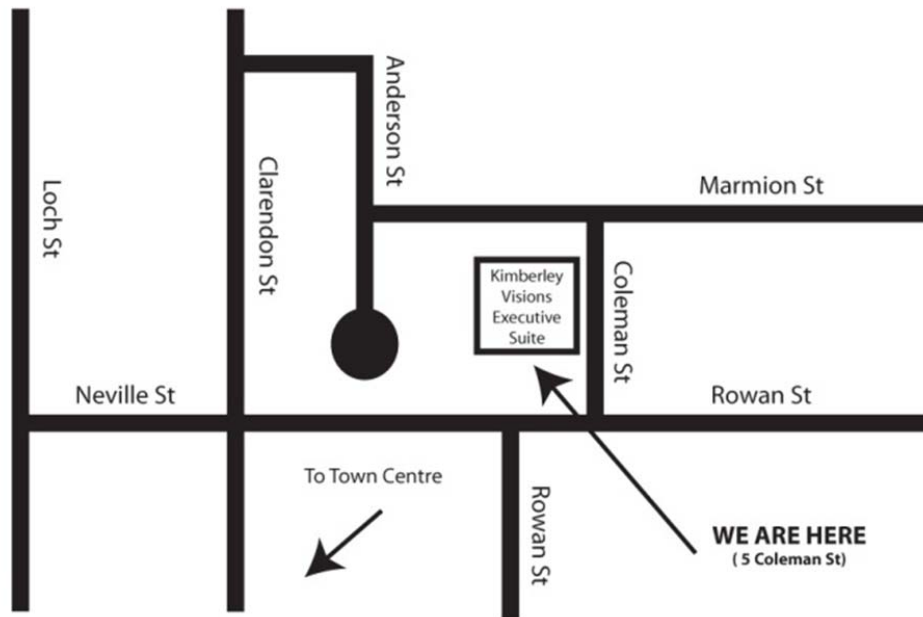 Anderson St
Marmion St
Loch St
Clarendon St
Kimberley
Visions
Executive
Suite
Coleman St
Neville St
Rowan St
To Town Centre
Rowan St
WE ARE HERE
( 5 Coleman St)